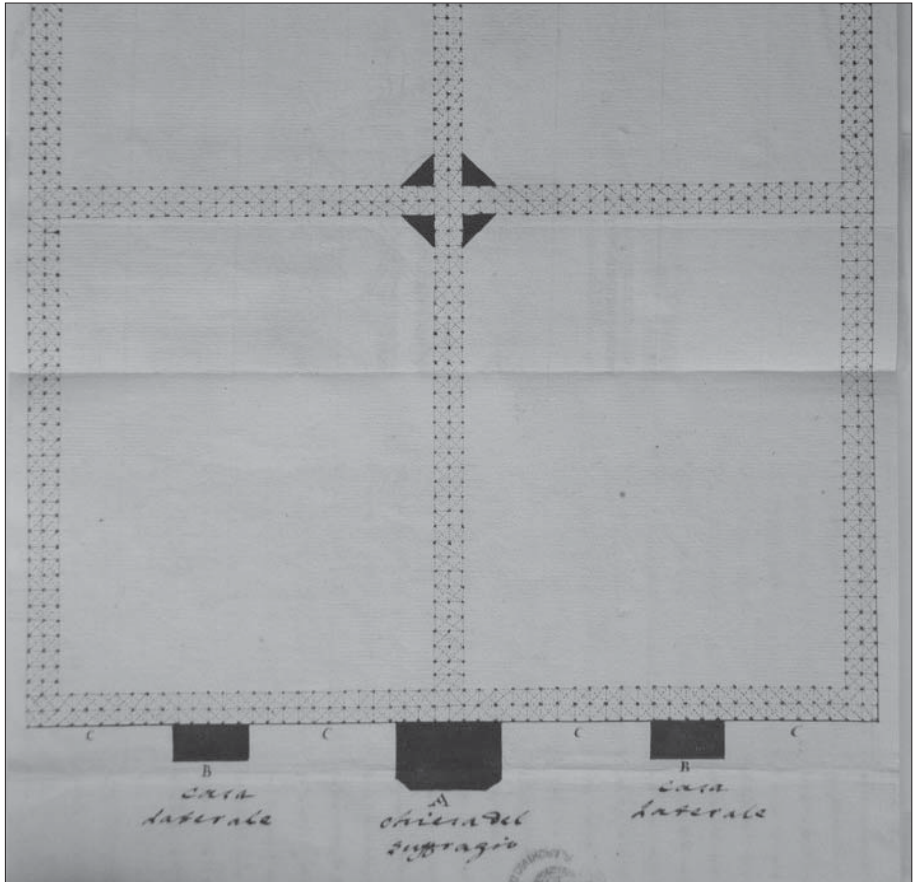 C C C C
B B
casa
laterale
A
chiesa del
suffragio
casa
laterale